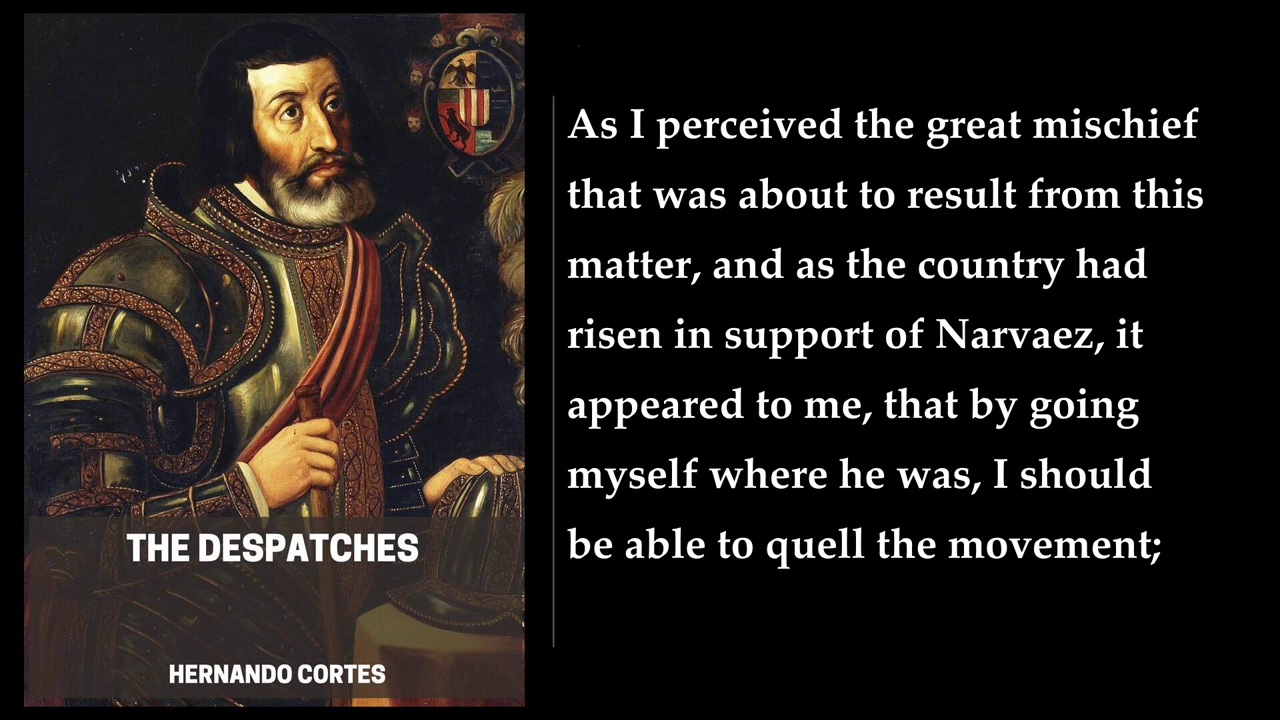 THE DESPATCHES
HERNANDO CORTES
As I perceived the great mischief
that was about to result from this
matter, and as the country had
risen in support of Narvaez, it
appeared to me, that by going
myself where he was, I should
be able to quell the movement;